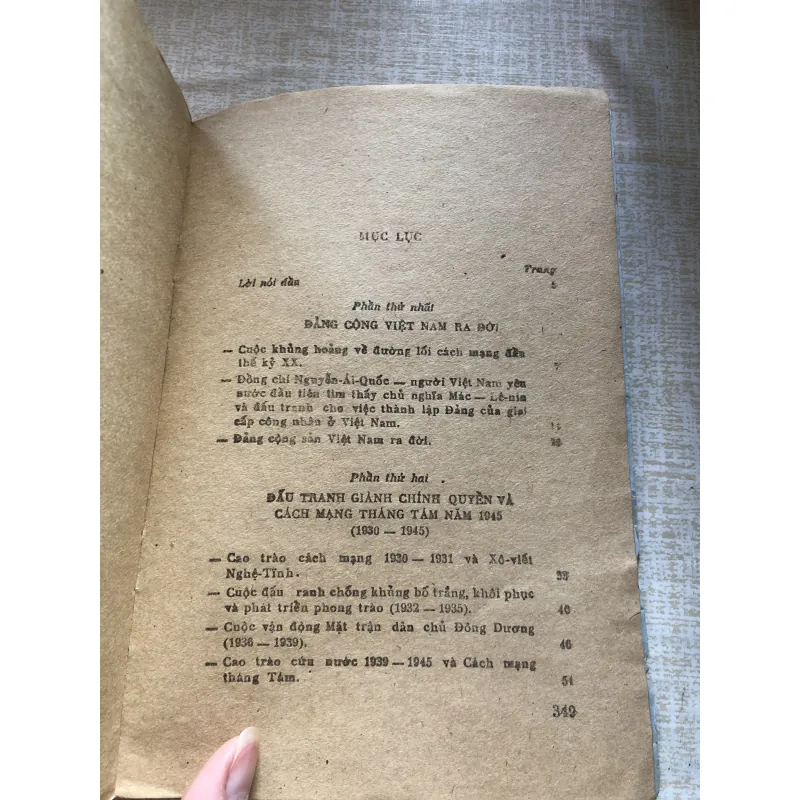 MỤC LỤC
Trang
Lời nói đầu 5
Phần thứ nhất
ĐẢNG CỘNG VIỆT NAM RA ĐỜI
— Cuộc khủng hoảng về đường lối cách mạng đầu
thế kỷ XX. 7
— Đồng chí Nguyễn-Ái-Quốc — người Việt Nam yêu
nước đầu tiên tìm thấy chủ nghĩa Mác — Lê-nin
và đấu tranh cho việc thành lập Đảng của giai
cấp công nhân ở Việt Nam.
— Đảng cộng sản Việt Nam ra đời.
Phần thứ hai
ĐẤU TRANH GIÀNH CHÍNH QUYỀN VÀ
CÁCH MẠNG THÁNG TÁM NĂM 1945
(1930 — 1945)
— Cao trào cách mạng 1930 — 1931 và Xô-viết
Nghệ-Tĩnh.
— Cuộc đấu ranh chống khủng bố trắng, khôi phục
và phát triển phong trào (1932 — 1935). 40
— Cuộc vận động Mặt trận dân chủ Đông Dương
(1936 — 1939). 46
— Cao trào cứu nước 1939 — 1945 và Cách mạng
tháng Tám. 51
349